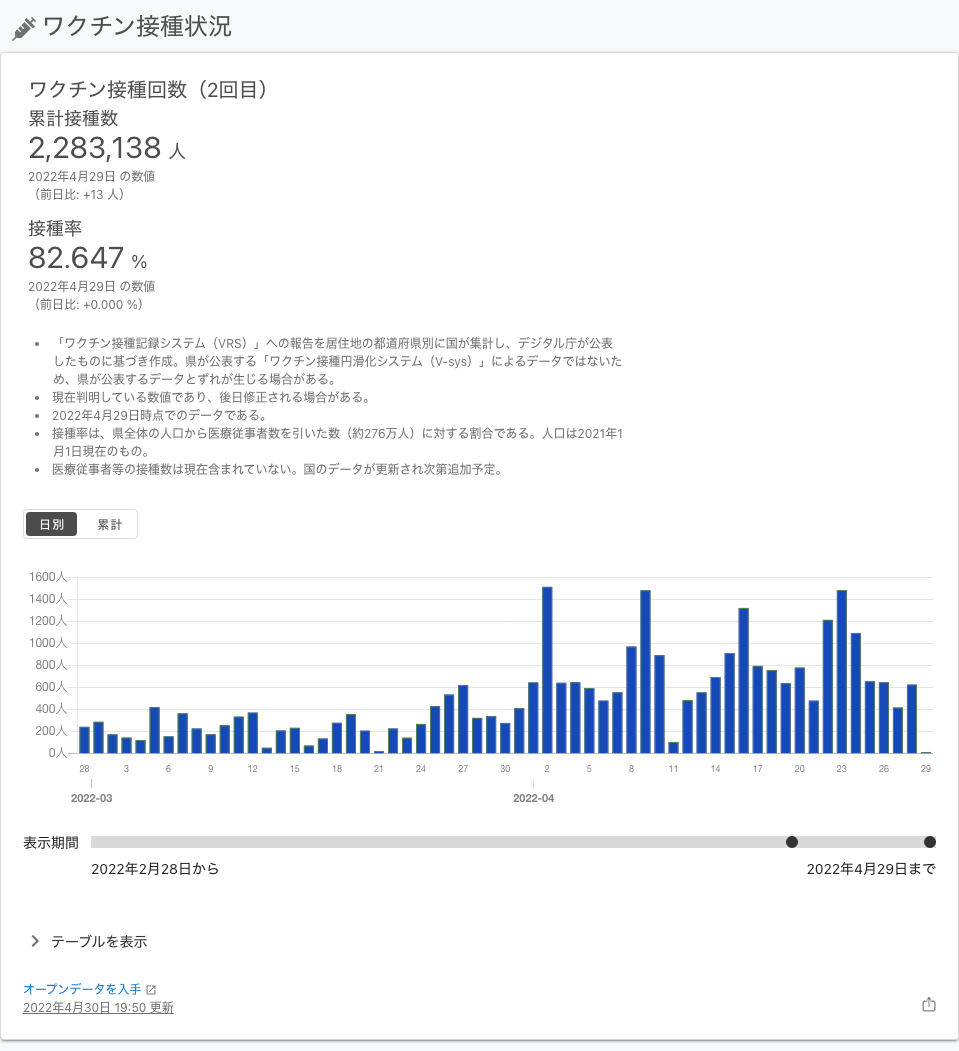 ワクチン接種状況
ワクチン接種回数（2回目）
累計接種数
2,283,138 人
2022年4月29日 の数値
（前日比: +13 人）
接種率
82.647 %
2022年4月29日 の数値
（前日比: +0.000 %）
• 「ワクチン接種記録システム（VRS）」への報告を居住地の都道府県別に国が集計し、デジタル庁が公表
したものに基づき作成。県が公表する「ワクチン接種円滑化システム（V-sys）」によるデータではないた
め、県が公表するデータとずれが生じる場合がある。
• 現在判明している数値であり、後日修正される場合がある。
• 2022年4月29日時点でのデータである。
• 接種率は、県全体の人口から医療従事者数を引いた数（約276万人）に対する割合である。人口は2021年1
月1日現在のもの。
• 医療従事者等の接種数は現在含まれていない。国のデータが更新され次第追加予定。
日別 累計
1600人
1400人
1200人
1000人
800人
600人
400人
200人
0人
28 3 6 9 12 15 18 21 24 27 30 2 5 8 11 14 17 20 23 26 29
2022-03 2022-04
表示期間
2022年2月28日から 2022年4月29日まで
テーブルを表示
オープンデータを入手
2022年4月30日 19:50 更新